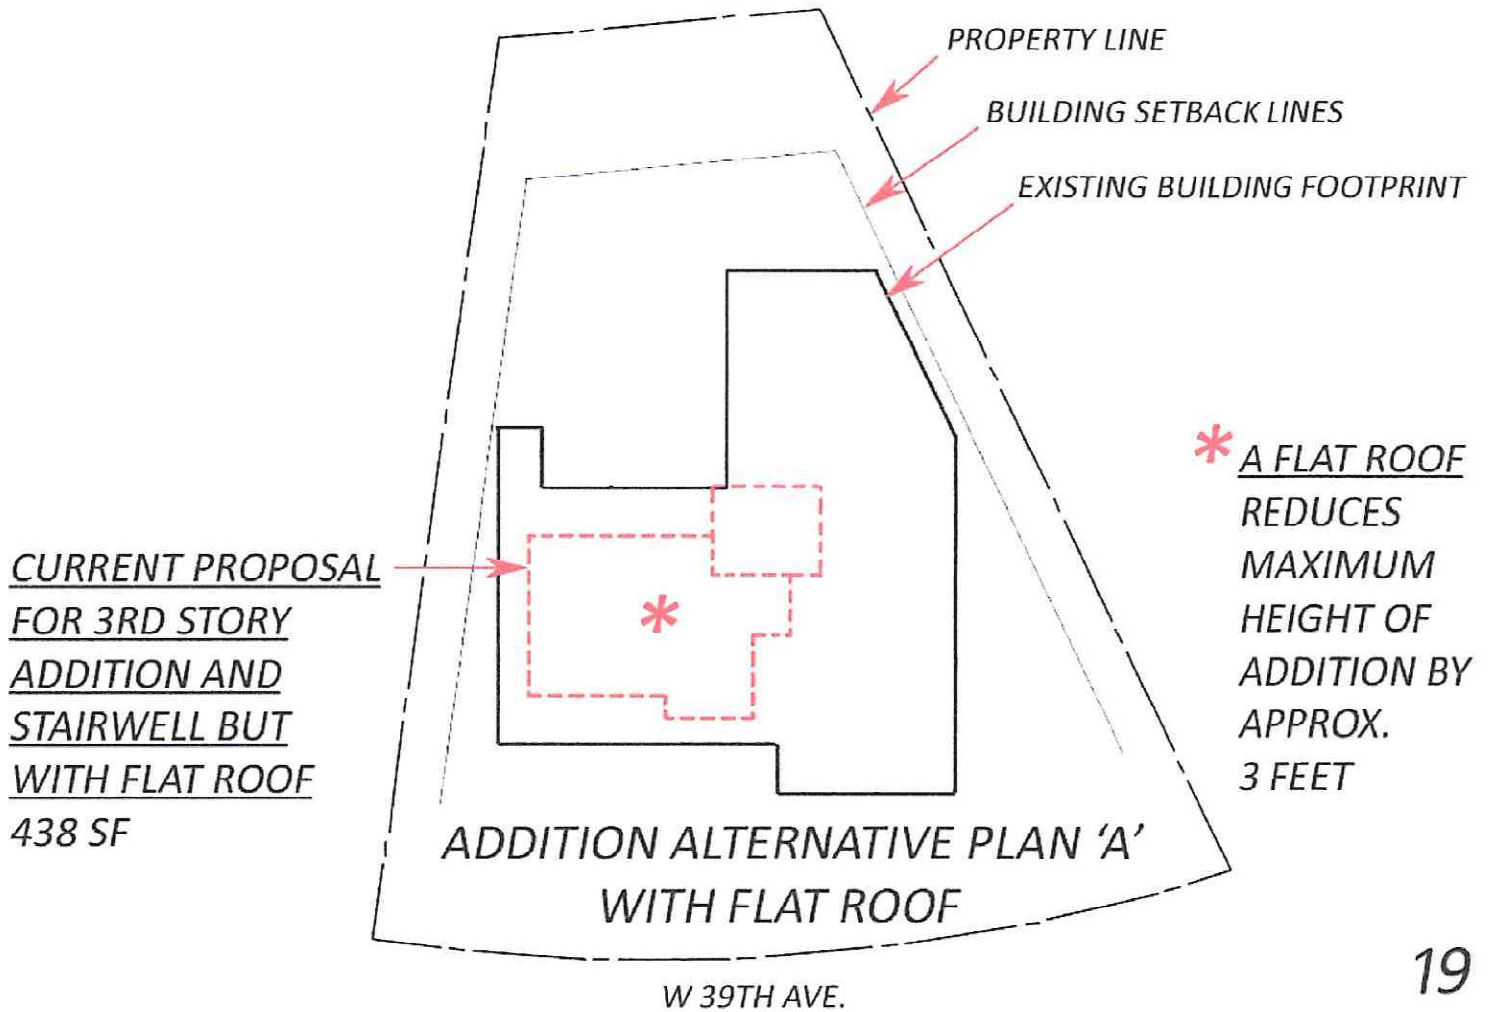 PROPERTY LINE
BUILDING SETBACK LINES
EXISTING BUILDING FOOTPRINT
* A FLAT ROOF
REDUCES
MAXIMUM
HEIGHT OF
ADDITION BY
APPROX.
3 FEET
CURRENT PROPOSAL
FOR 3RD STORY
ADDITION AND
STAIRWELL BUT
WITH FLAT ROOF
438 SF
*
ADDITION ALTERNATIVE PLAN ‘A’
WITH FLAT ROOF
W 39TH AVE.
19